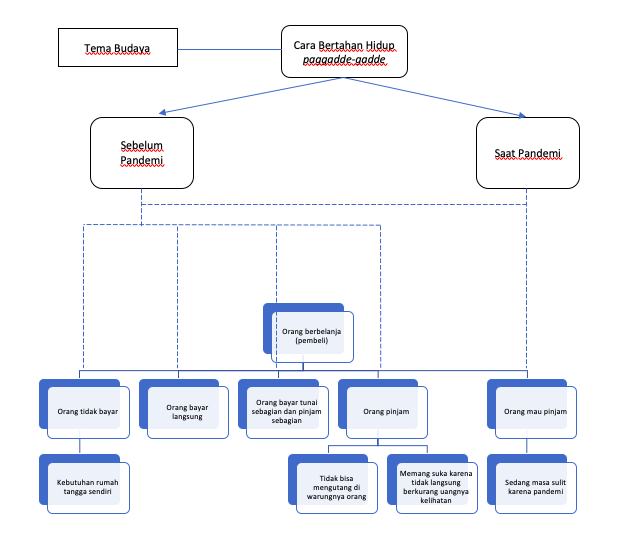 Tema Budaya
Cara Bertahan Hidup
paggadde-gadde
Sebelum
Pandemi
Saat Pandemi
Orang berbelanja
(pembeli)
Orang tidak bayar
Orang bayar
langsung
Orang bayar tunai
sebagian dan pinjam
sebagian
Orang pinjam
Orang mau pinjam
Kebutuhan rumah
tangga sendiri
Tidak bisa
mengutang di
warungnya orang
Memang suka karena
tidak langsung
berkurang uangnya
kelihatan
Sedang masa sulit
karena pandemi